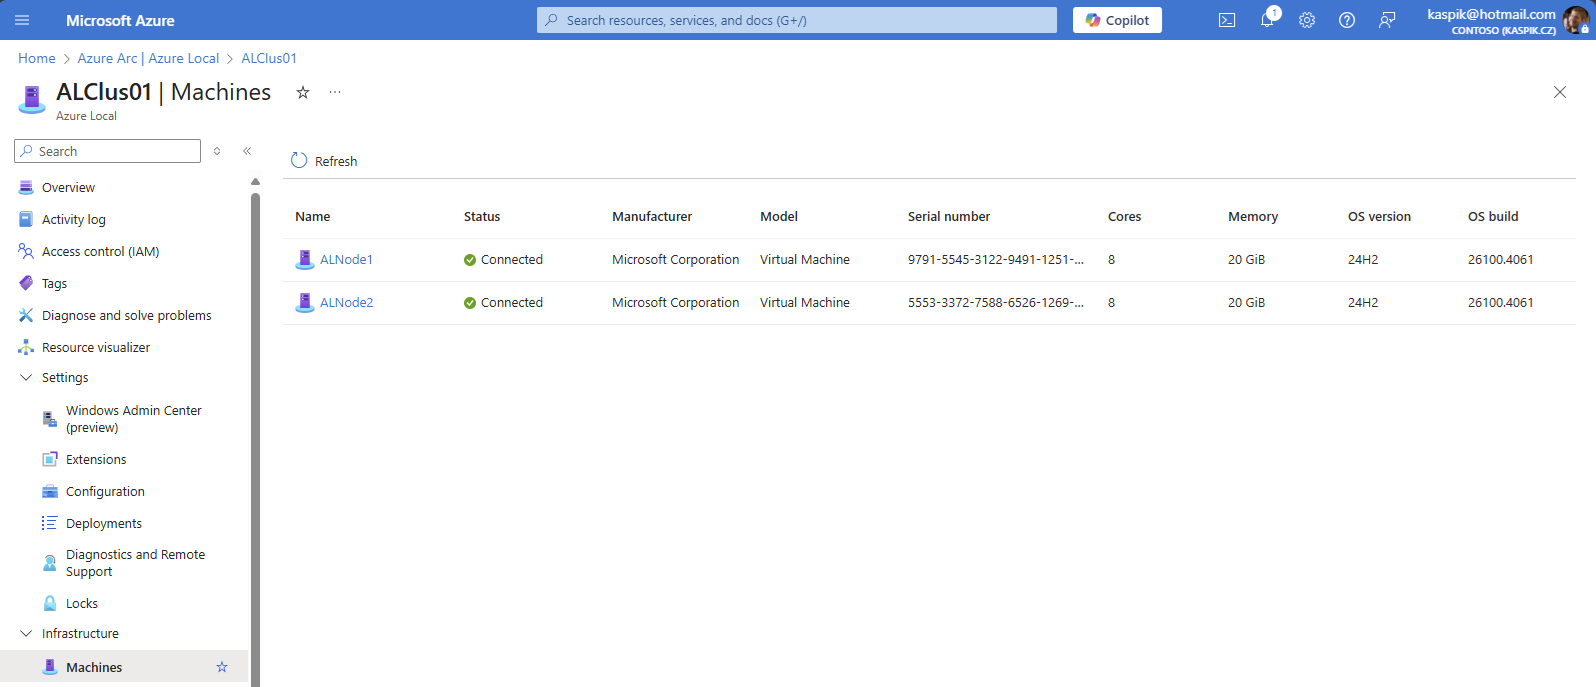 Microsoft Azure
Search resources, services, and docs (G+/)
Copilot
1
kaspik@hotmail.com
CONTOSO (KASPIK.CZ)
Home > Azure Arc | Azure Local > ALClus01
ALClus01 | Machines
Azure Local
Search
Refresh
Overview
Activity log
Access control (IAM)
Tags
Diagnose and solve problems
Resource visualizer
Settings
Windows Admin Center
(preview)
Extensions
Configuration
Deployments
Diagnostics and Remote
Support
Locks
Infrastructure
Machines
Name Status Manufacturer Model Serial number Cores Memory OS version OS build
ALNode1 Connected Microsoft Corporation Virtual Machine 9791-5545-3122-9491-1251-... 8 20 GiB 24H2 26100.4061
ALNode2 Connected Microsoft Corporation Virtual Machine 5553-3372-7588-6526-1269-... 8 20 GiB 24H2 26100.4061